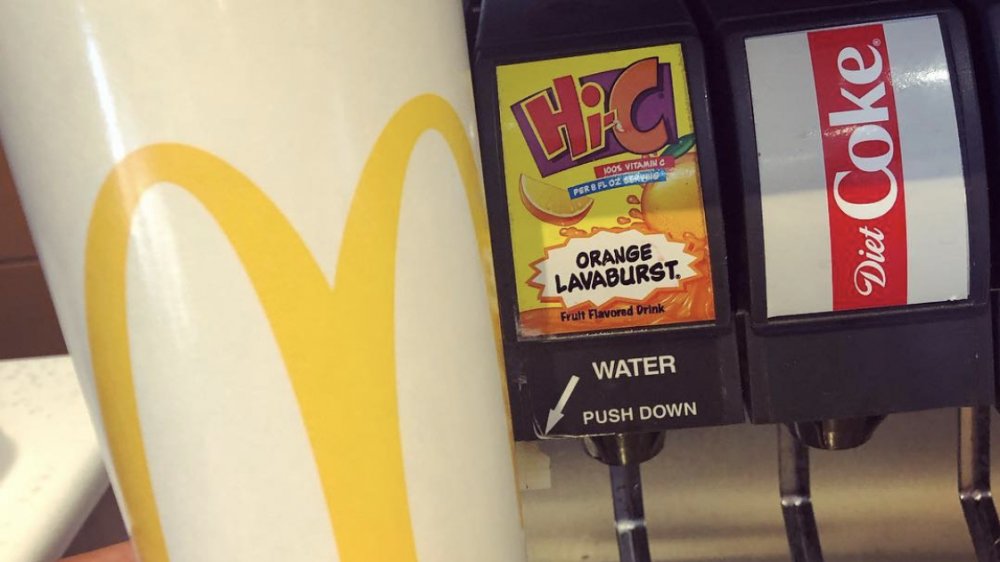 Hi-C
100% VITAMIN C
PER 8 FL OZ SERVING
ORANGE
LAVABURST.
Fruit Flavored Drink
WATER
PUSH DOWN
Diet Coke®